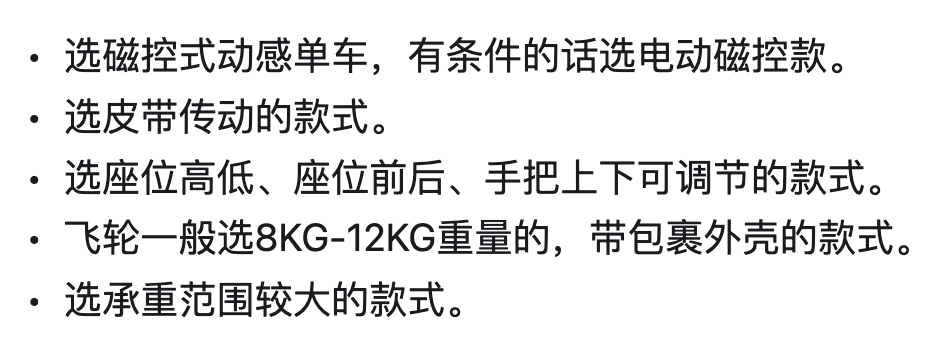 • 选磁控式动感单车，有条件的话选电动磁控款。
• 选皮带传动的款式。
• 选座位高低、座位前后、手把上下可调节的款式。
• 飞轮一般选8KG-12KG重量的，带包裹外壳的款式。
• 选承重范围较大的款式。